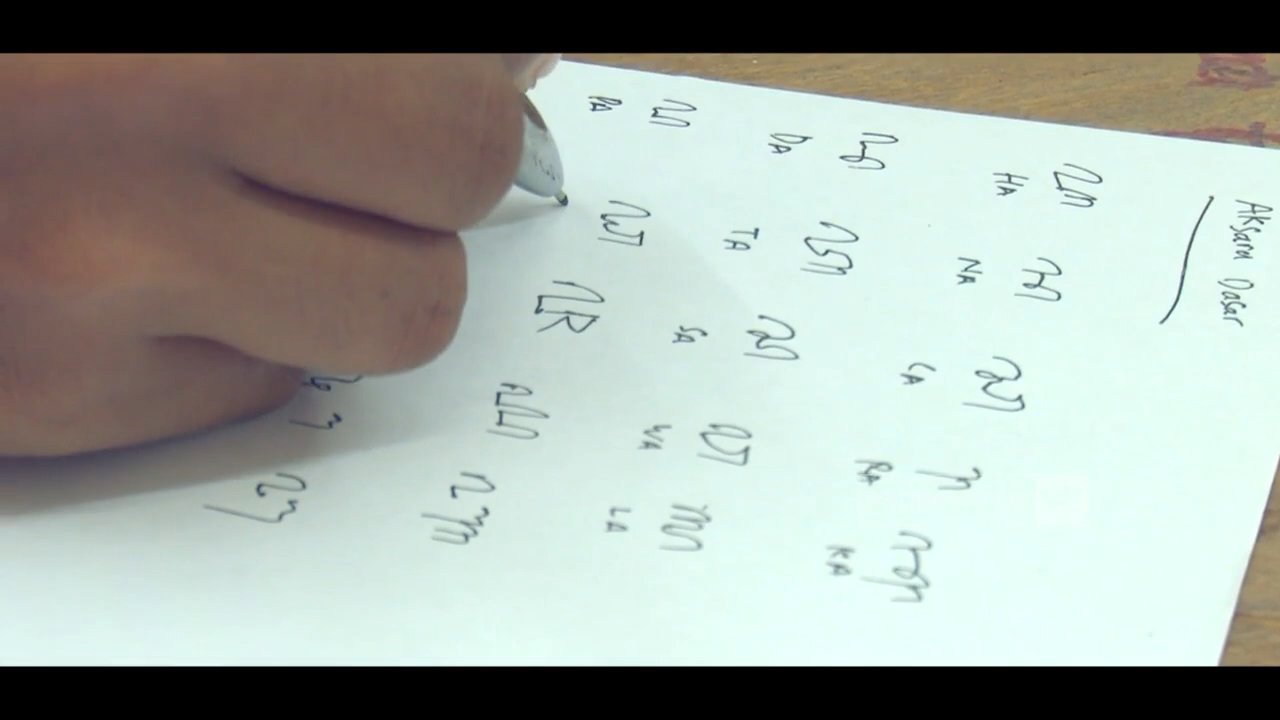 Aksara Dasar
ꦲ ꦤ ꦕ ꦫ ꦏ
HA NA CA RA KA
ꦢ ꦠ ꦱ ꦮ ꦭ
DA TA SA WA LA
ꦥ ꦝ ꦗ ꦪ ꦚ
PA
ꦔ